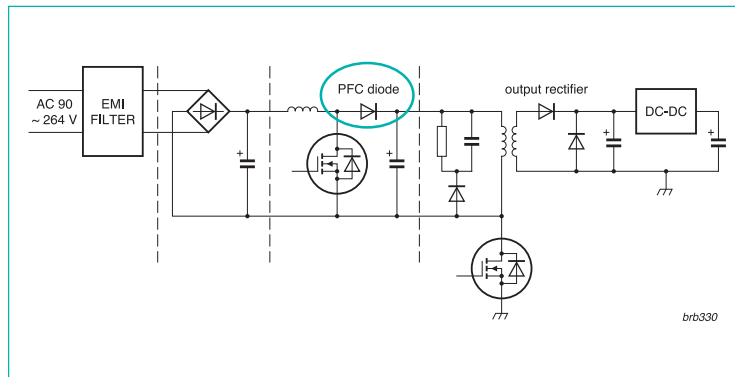 AC 90
~ 264 V
EMI
FILTER
PFC diode
output rectifier
DC-DC
+
+
+
+
brb330